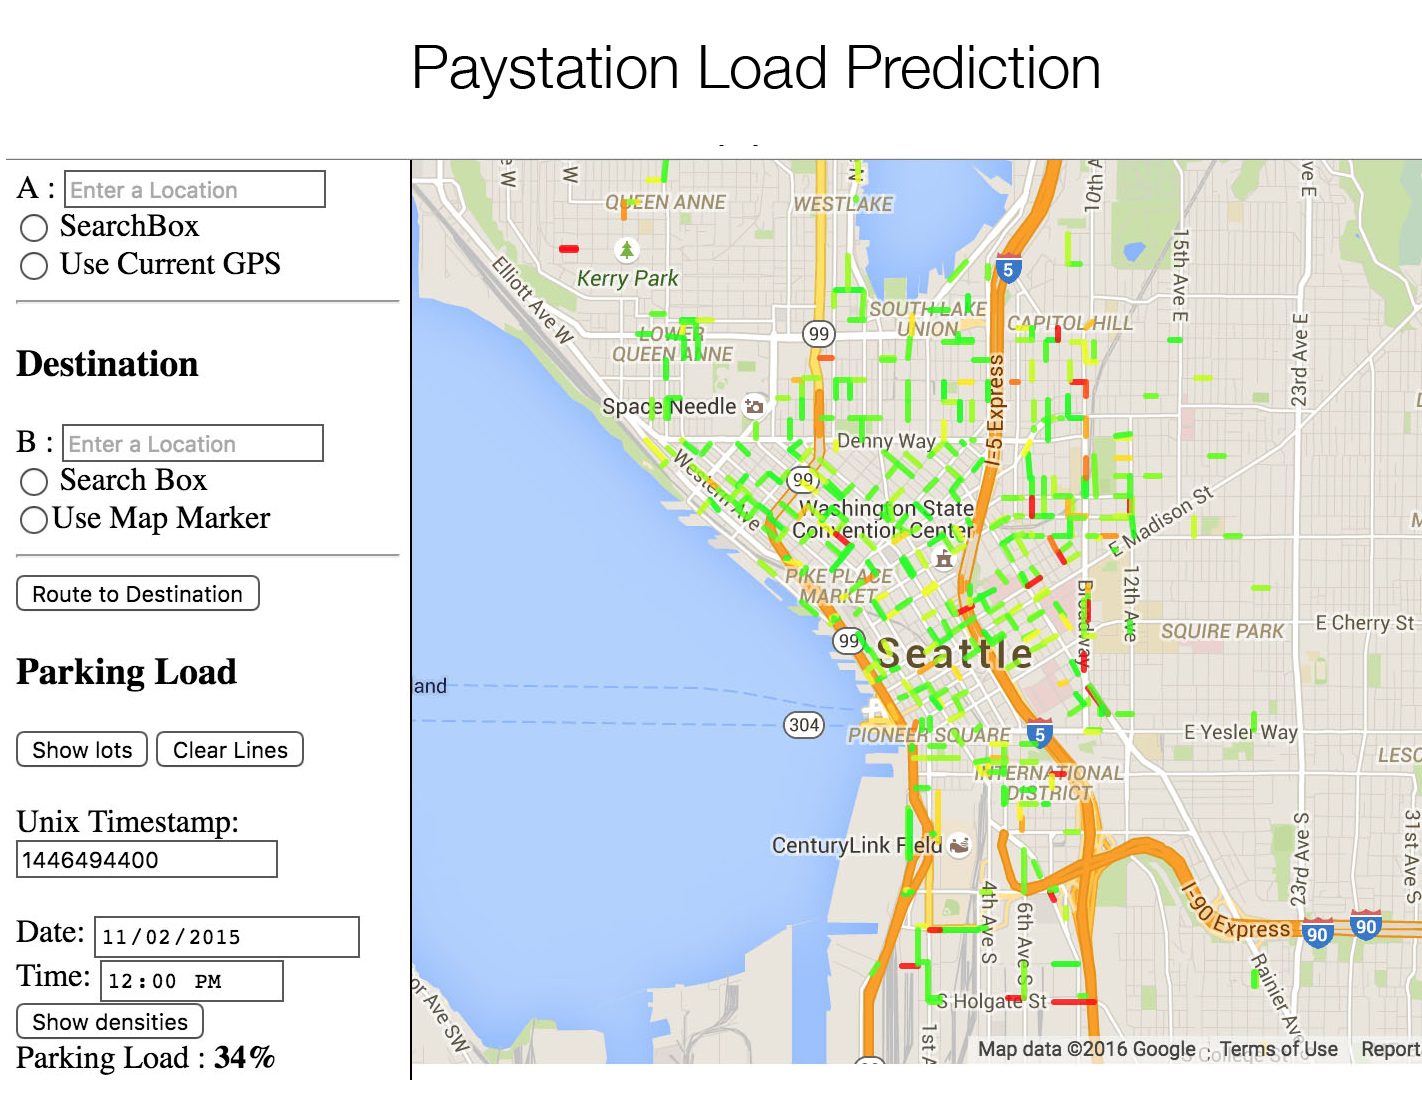 Paystation Load Prediction
A : Enter a Location
SearchBox
Use Current GPS
Destination
B : Enter a Location
Search Box
Use Map Marker
Route to Destination
Parking Load
Show lots Clear Lines
Unix Timestamp:
1446494400
Date: 11/02/2015
Time: 12:00 PM
Show densities
Parking Load : 34%
W
W
N
10th A
ve E
QUEEN ANNE
WESTLAKE
15th Ave E
Kerry Park
Elliott Ave W
5
SOUTH LAKE
UNION
CAPITOL HILL
99
LOWER
QUEEN ANNE
23rd Ave E
I-5 Express
Space Needle
Denny Way
Western Ave
99
Washington State
Convention Center
E Madison St
PIKE PLACE
MARKET
Broadway
12th Ave
99
Seattle
SQUIRE PARK
E Cherry St
and
304
PIONEER SQUARE
5
E Yesler Way
LESC
INTERNATIONAL
DISTRICT
CenturyLink Field
23rd Ave S
31st Ave S
4th Ave S
6th Ave S
I-90 Express
90
90
Rainier Av
or Ave SW
S Holgate St
1st A
Map data ©2016 Google
Terms of Use
Report
S College St